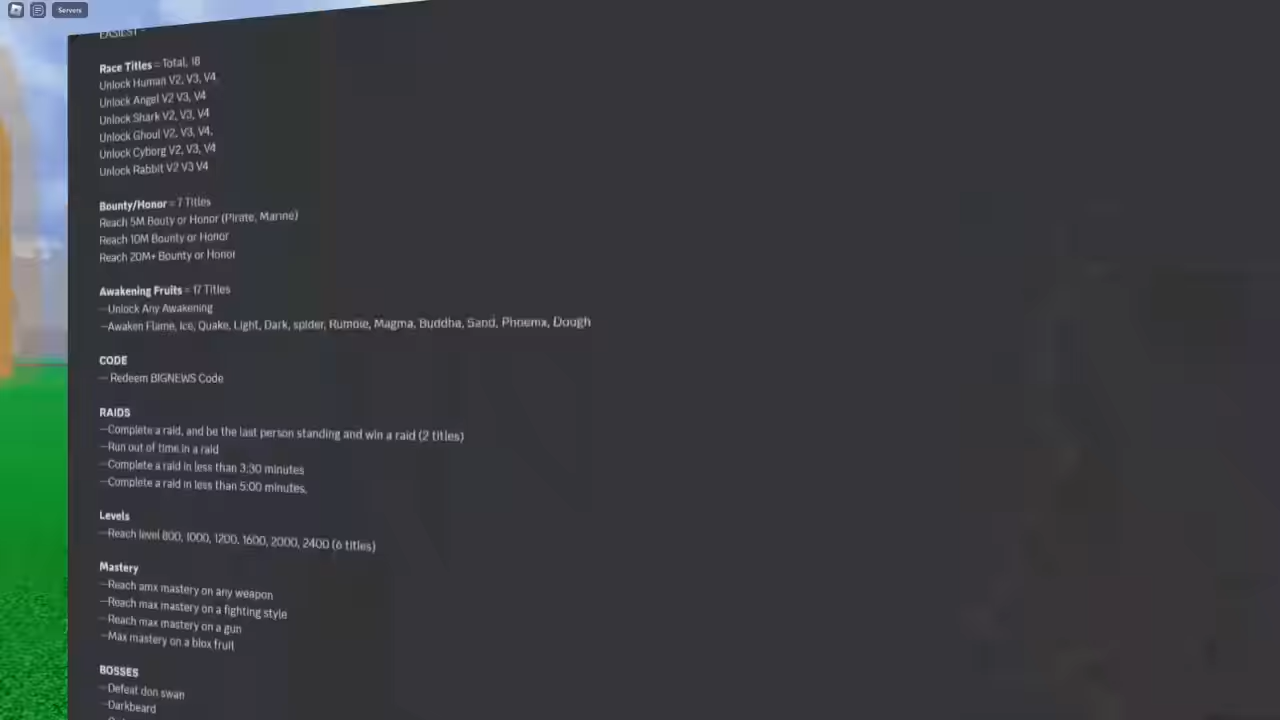 Servers
EASIEST -
Race Titles = Total, 18
Unlock Human V2, V3, V4
Unlock Angel V2 V3, V4
Unlock Shark V2, V3, V4
Unlock Ghoul V2, V3, V4,
Unlock Cyborg V2, V3, V4
Unlock Rabbit V2 V3 V4
Bounty/Honor = 7 Titles
Reach 5M Bouty or Honor (Pirate, Marine)
Reach 10M Bounty or Honor
Reach 20M+ Bounty or Honor
Awakening Fruits = 17 Titles
--Unlock Any Awakening
--Awaken Flame, Ice, Quake, Light, Dark, spider, Rumble, Magma, Buddha, Sand, Phoenix, Dough
CODE
-- Redeem BIGNEWS Code
RAIDS
--Complete a raid, and be the last person standing and win a raid (2 titles)
--Run out of time in a raid
--Complete a raid in less than 3:30 minutes
--Complete a raid in less than 5:00 minutes,
Levels
--Reach level 800, 1000, 1200, 1600, 2000, 2400 (6 titles)
Mastery
--Reach amx mastery on any weapon
--Reach max mastery on a fighting style
--Reach max mastery on a gun
--Max mastery on a blox fruit
BOSSES
--Defeat don swan
--Darkbeard